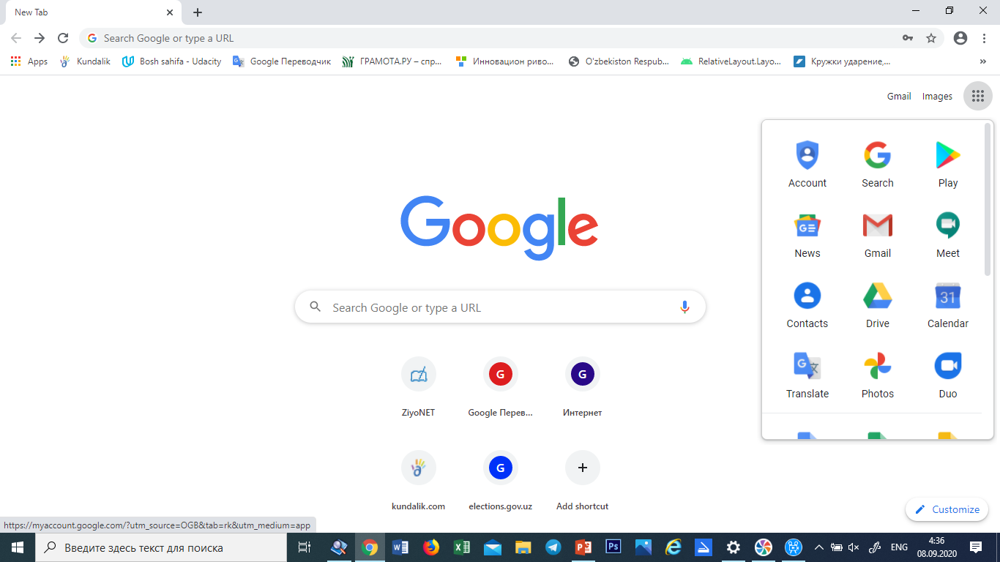 New Tab
Search Google or type a URL
Apps Kundalik Bosh sahifa - Udacity Google Переводчик ГРАМОТА.РУ – спр... Инновацион риво... O'zbekiston Respub... RelativeLayout.Layo... Кружки ударение,... »
Gmail Images
Account Search Play
News Gmail Meet
Contacts Drive Calendar
31
Translate Photos Duo
Google
Search Google or type a URL
ZiyoNET Google Перев... Интернет
kundalik.com elections.gov.uz Add shortcut
Customize
https://myaccount.google.com/?utm_source=OGB&tab=rk&utm_medium=app
Введите здесь текст для поиска
ENG
4:36
08.09.2020